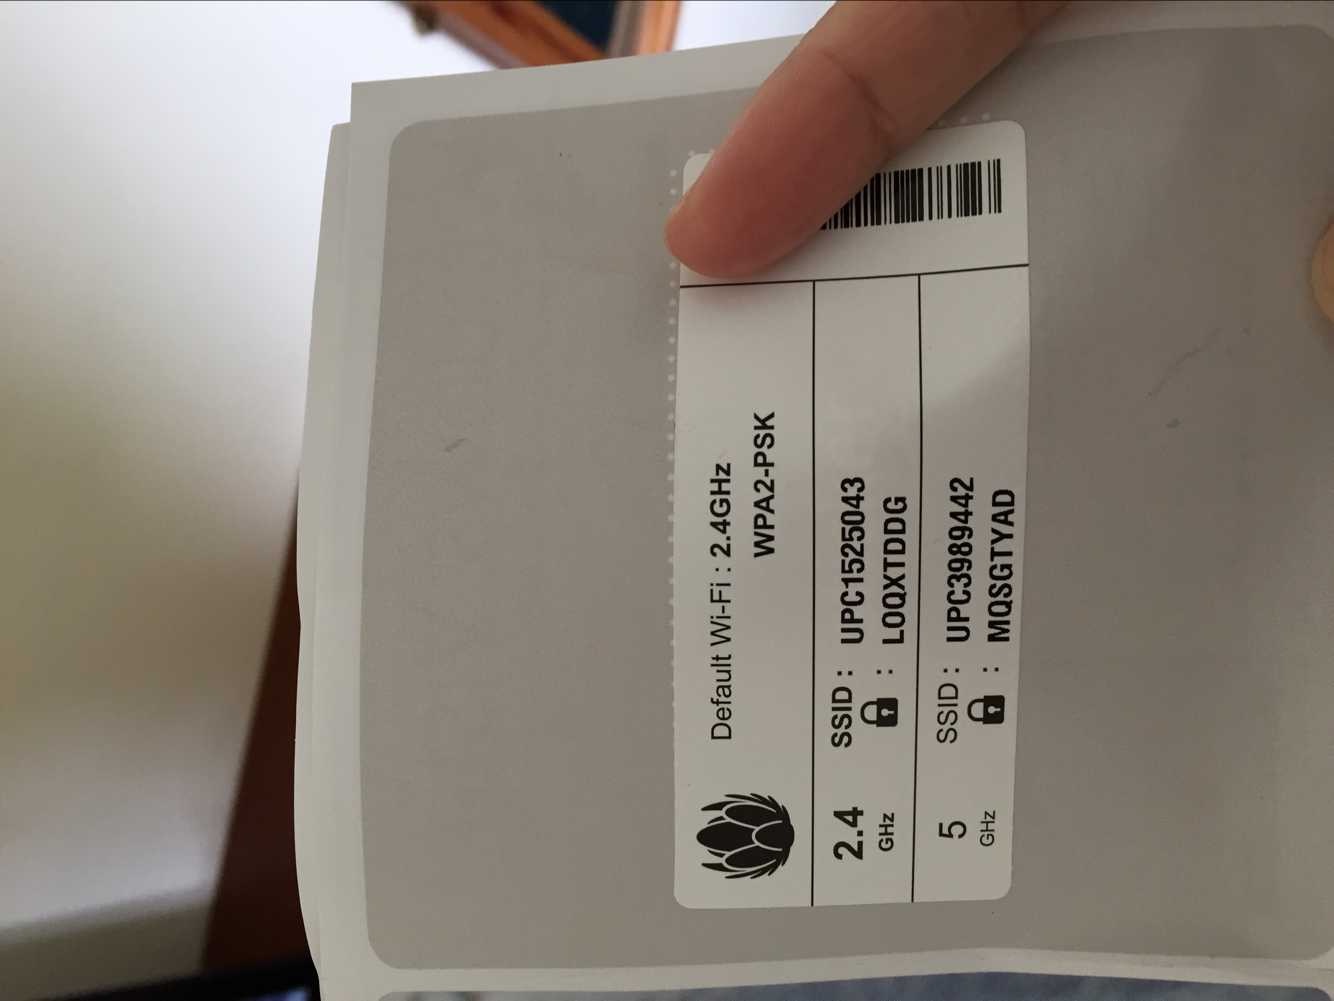 Default Wi-Fi : 2.4GHz
WPA2-PSK
2.4 GHz
SSID : UPC1525043
: LOQXTDDG
5 GHz
SSID : UPC3989442
: MQSGTYAD